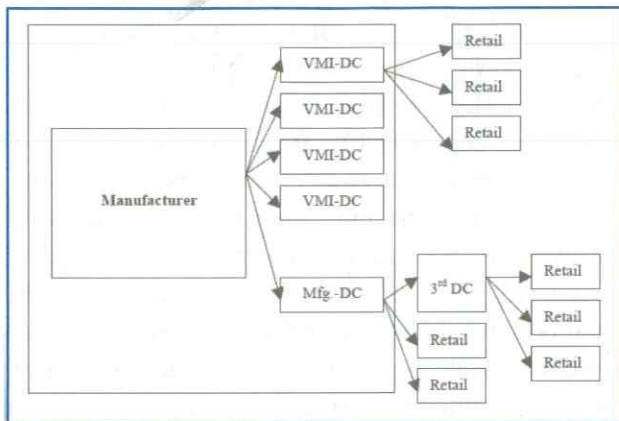 VMI-DC
Retail
Retail
Retail
VMI-DC
VMI-DC
VMI-DC
Manufacturer
Mfg.-DC
3rd DC
Retail
Retail
Retail
Retail
Retail